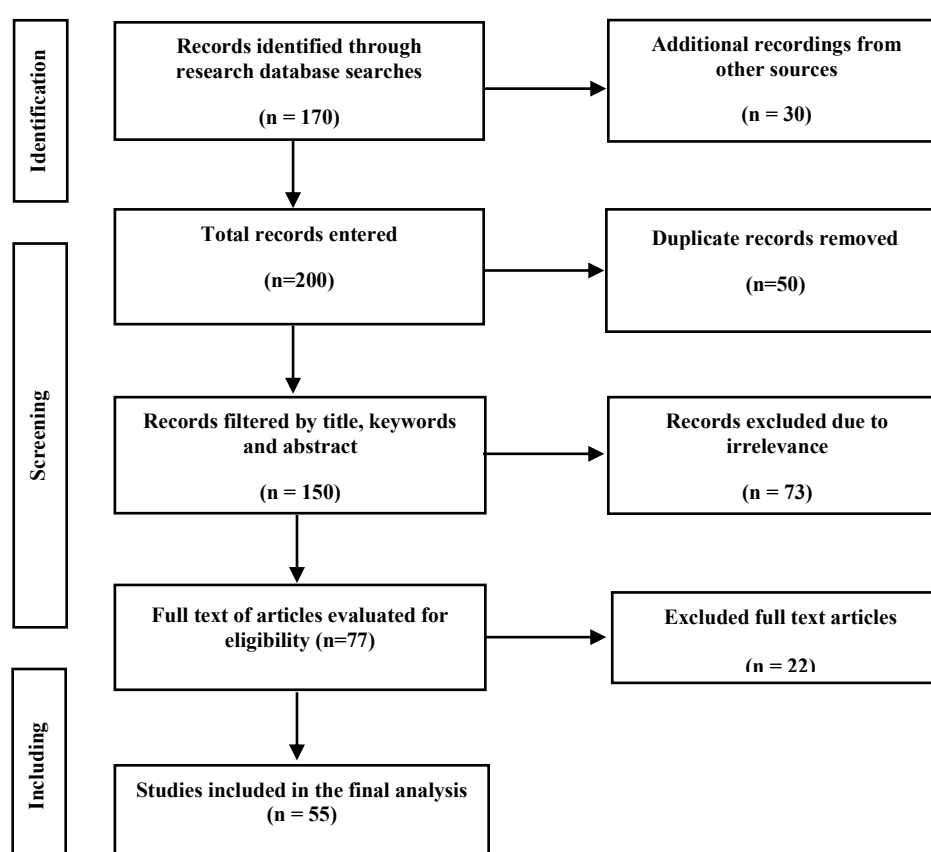 Identification
Records identified through
research database searches
(n = 170)
Additional recordings from
other sources
(n = 30)
Screening
Total records entered
(n=200)
Duplicate records removed
(n=50)
Records filtered by title, keywords
and abstract
(n = 150)
Records excluded due to
irrelevance
(n = 73)
Full text of articles evaluated for
eligibility (n=77)
Excluded full text articles
(n = 22)
Including
Studies included in the final analysis
(n = 55)